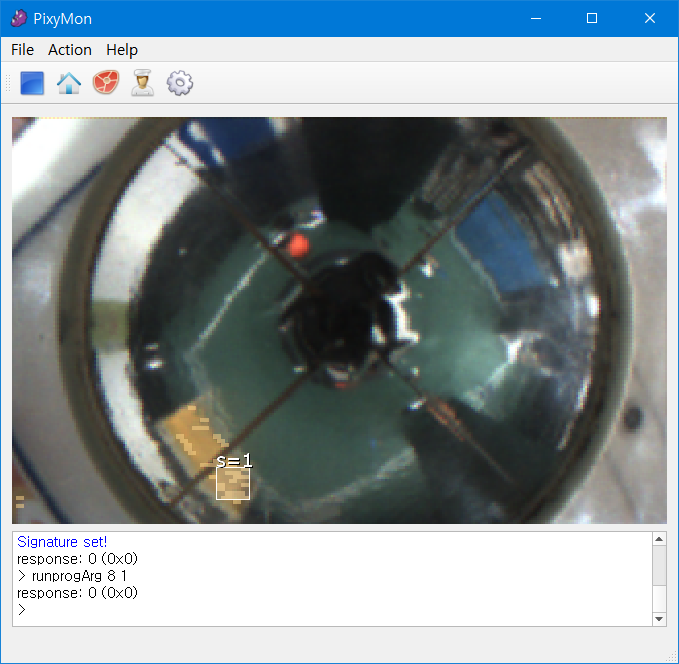 PixyMon
File Action Help
s=1
Signature set!
response: 0 (0x0)
> runprogArg 8 1
response: 0 (0x0)
>